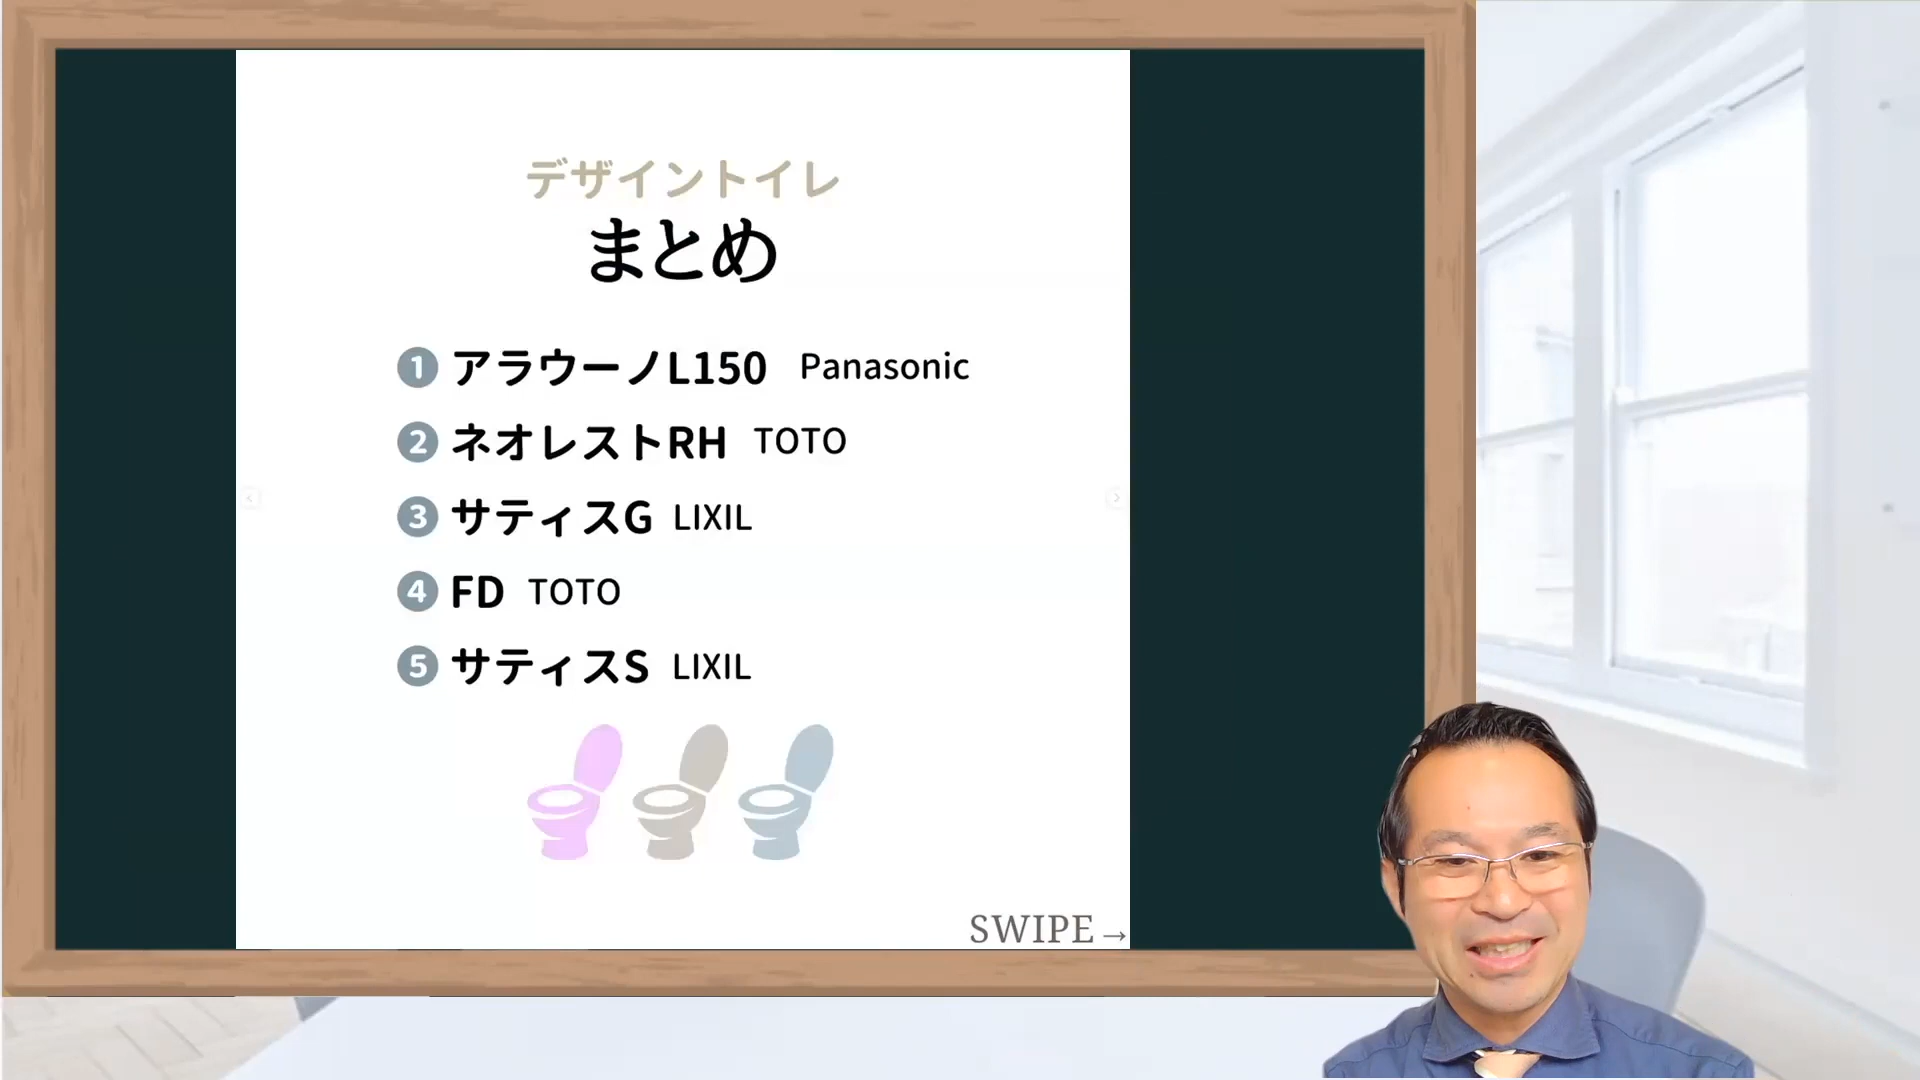 デザイントイレ
まとめ
1 アラウーノL150 Panasonic
2 ネオレストRH TOTO
3 サティスG LIXIL
4 FD TOTO
5 サティスS LIXIL
SWIPE→